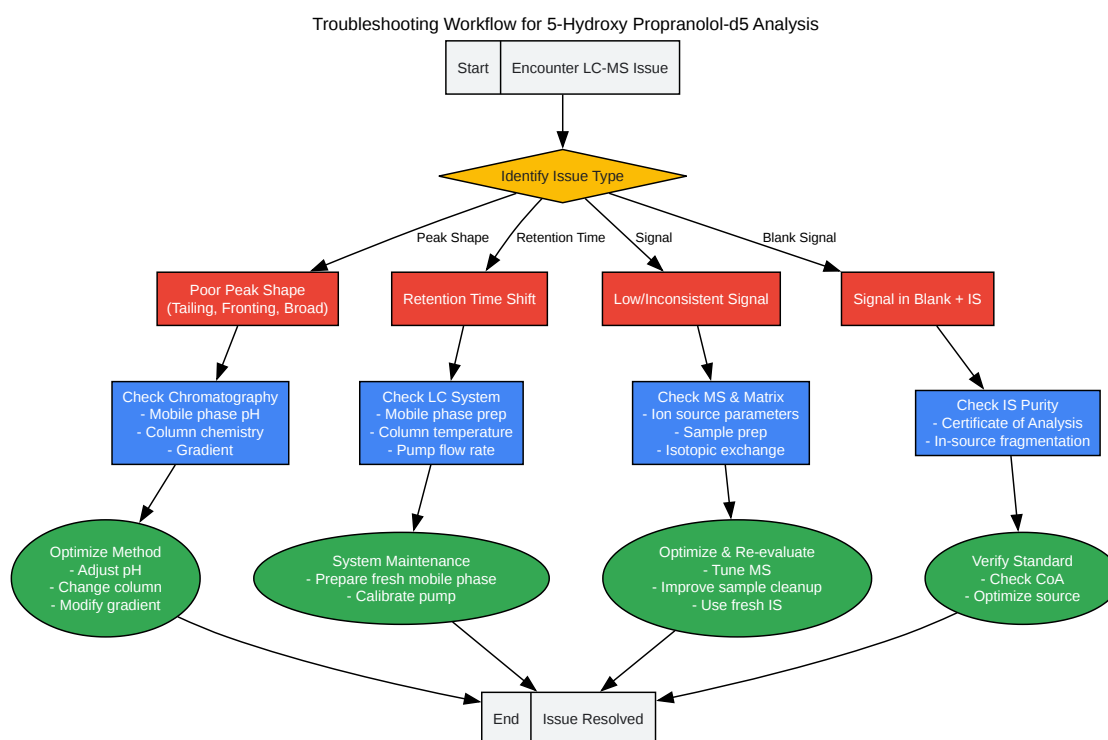 Troubleshooting Workflow for 5-Hydroxy Propranolol-d5 Analysis
Start
Encounter LC-MS Issue
Identify Issue Type
Peak Shape
Retention Time
Signal
Blank Signal
Poor Peak Shape
(Tailing, Fronting, Broad)
Retention Time Shift
Low/Inconsistent Signal
Signal in Blank + IS
Check Chromatography
- Mobile phase pH
- Column chemistry
- Gradient
Check LC System
- Mobile phase prep
- Column temperature
- Pump flow rate
Check MS & Matrix
- Ion source parameters
- Sample prep
- Isotopic exchange
Check IS Purity
- Certificate of Analysis
- In-source fragmentation
Optimize Method
- Adjust pH
- Change column
- Modify gradient
System Maintenance
- Prepare fresh mobile phase
- Calibrate pump
Optimize & Re-evaluate
- Tune MS
- Improve sample cleanup
- Use fresh IS
Verify Standard
- Check CoA
- Optimize source
End
Issue Resolved